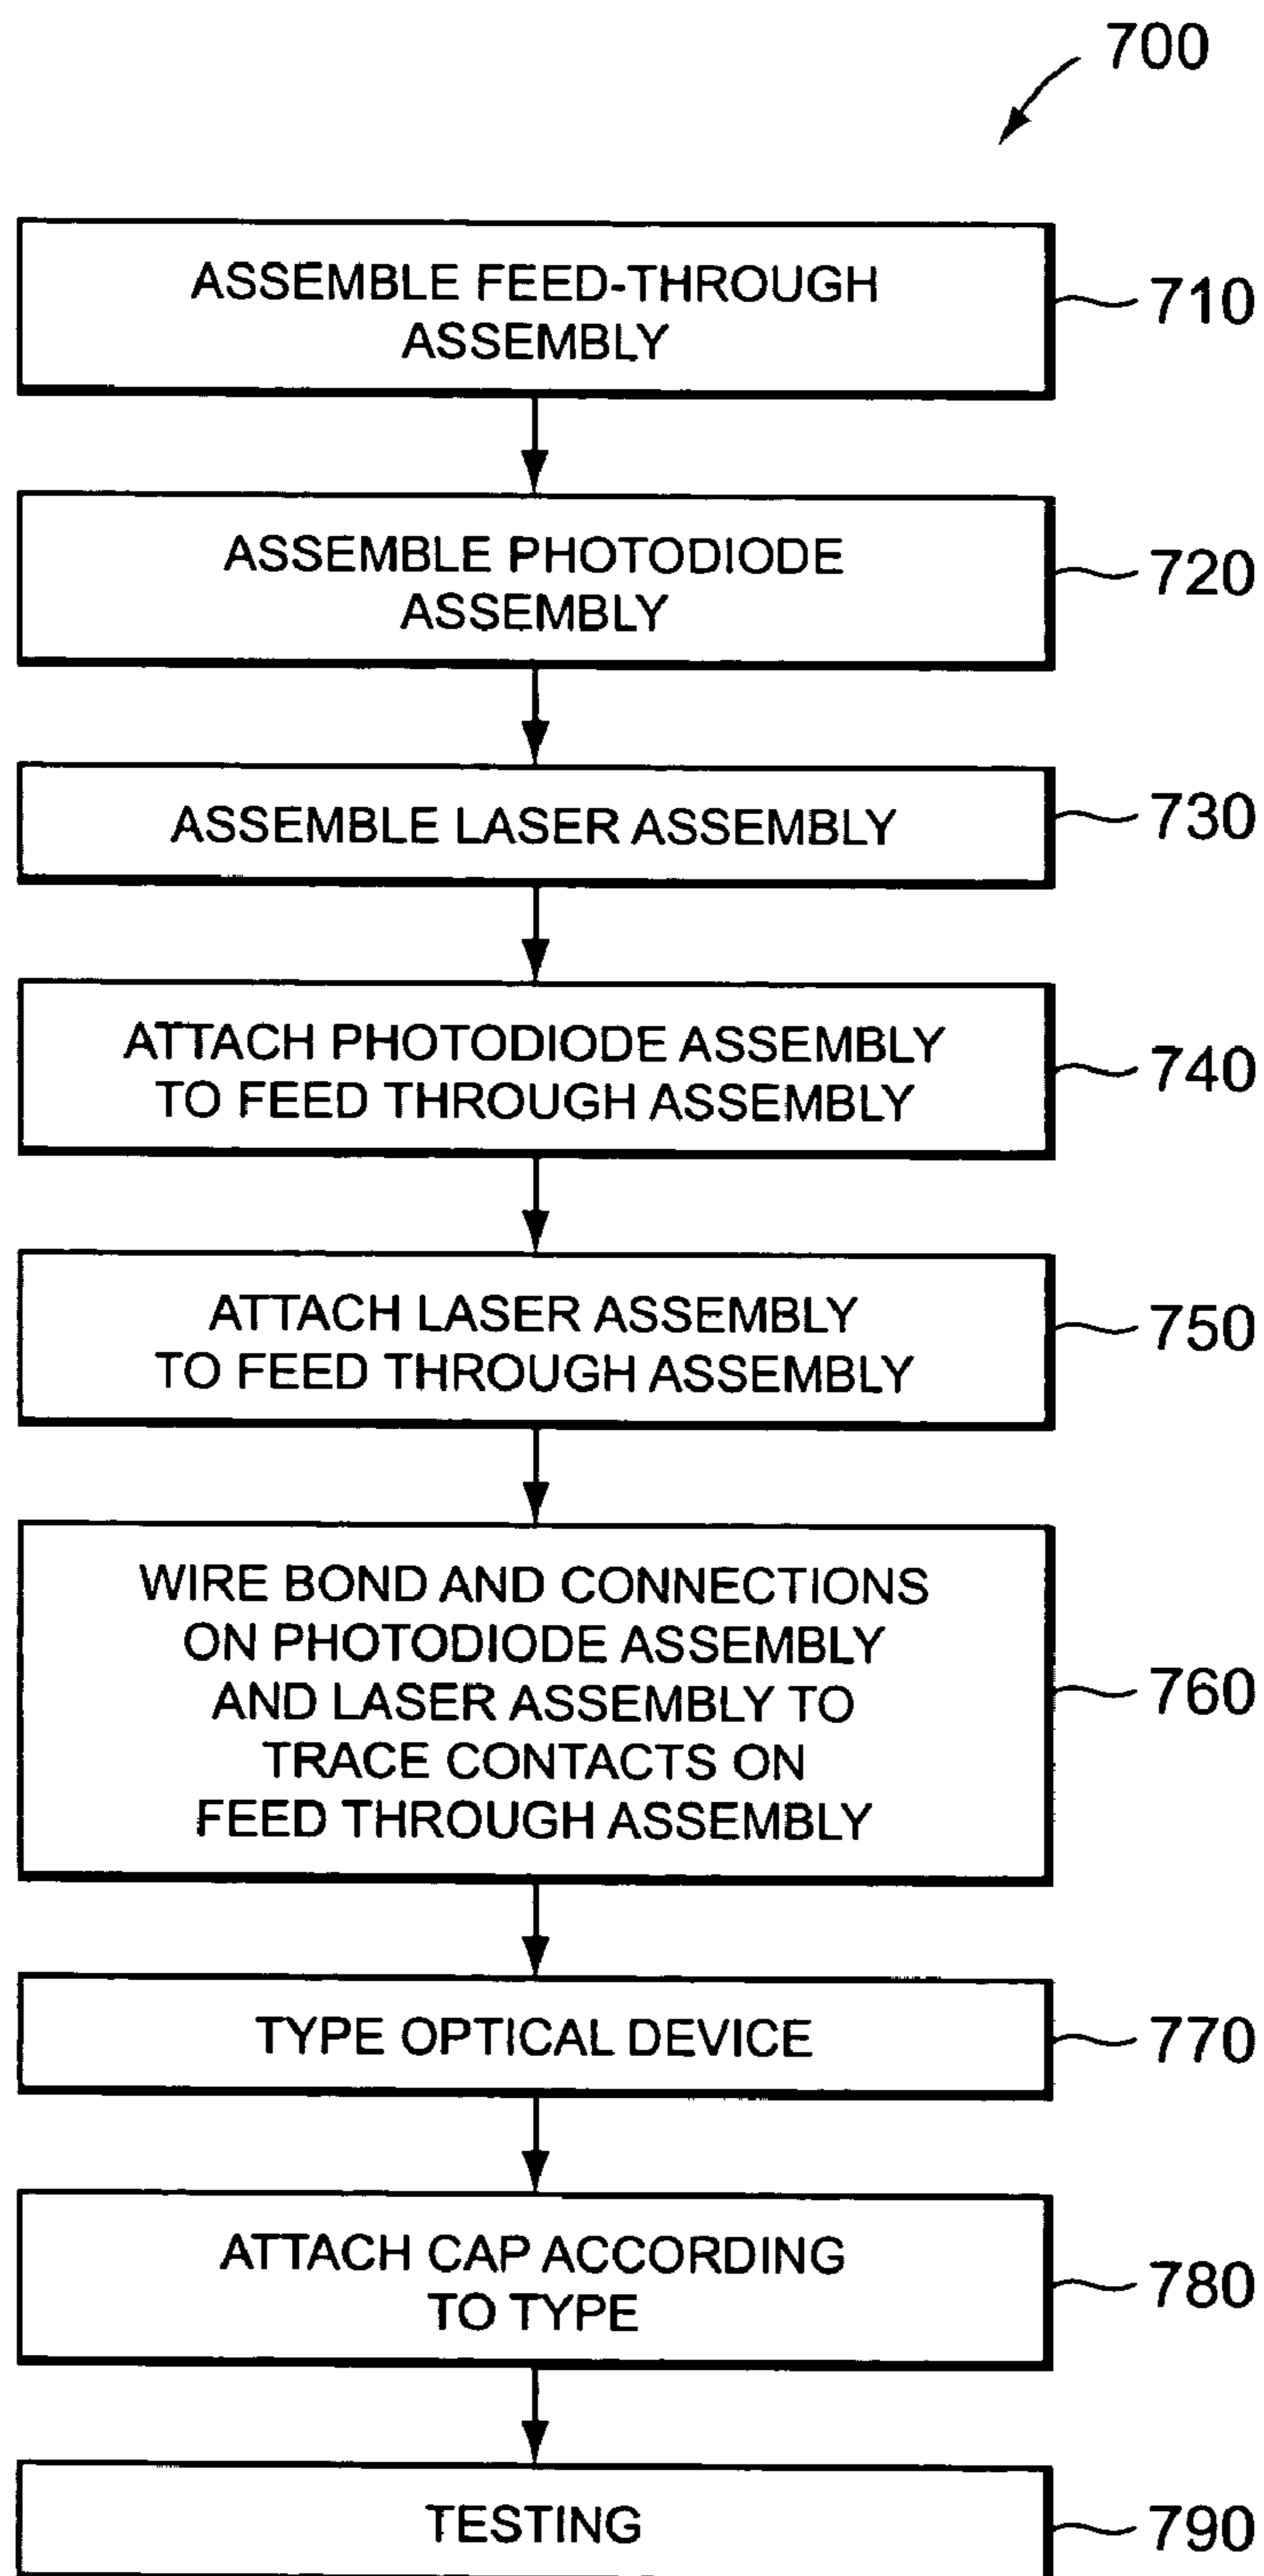 700
ASSEMBLE FEED-THROUGH
ASSEMBLY
710
ASSEMBLE PHOTODIODE
ASSEMBLY
720
ASSEMBLE LASER ASSEMBLY
730
ATTACH PHOTODIODE ASSEMBLY
TO FEED THROUGH ASSEMBLY
740
ATTACH LASER ASSEMBLY
TO FEED THROUGH ASSEMBLY
750
WIRE BOND AND CONNECTIONS
ON PHOTODIODE ASSEMBLY
AND LASER ASSEMBLY TO
TRACE CONTACTS ON
FEED THROUGH ASSEMBLY
760
TYPE OPTICAL DEVICE
770
ATTACH CAP ACCORDING
TO TYPE
780
TESTING
790